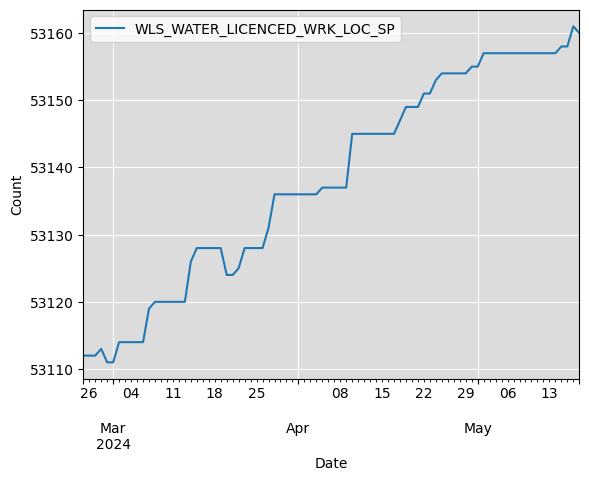 WLS_WATER_LICENCED_WRK_LOC_SP
53160
53150
53140
53130
53120
53110
Count
26 04 11 18 25 08 15 22 29 06 13
Mar Apr May
2024
Date